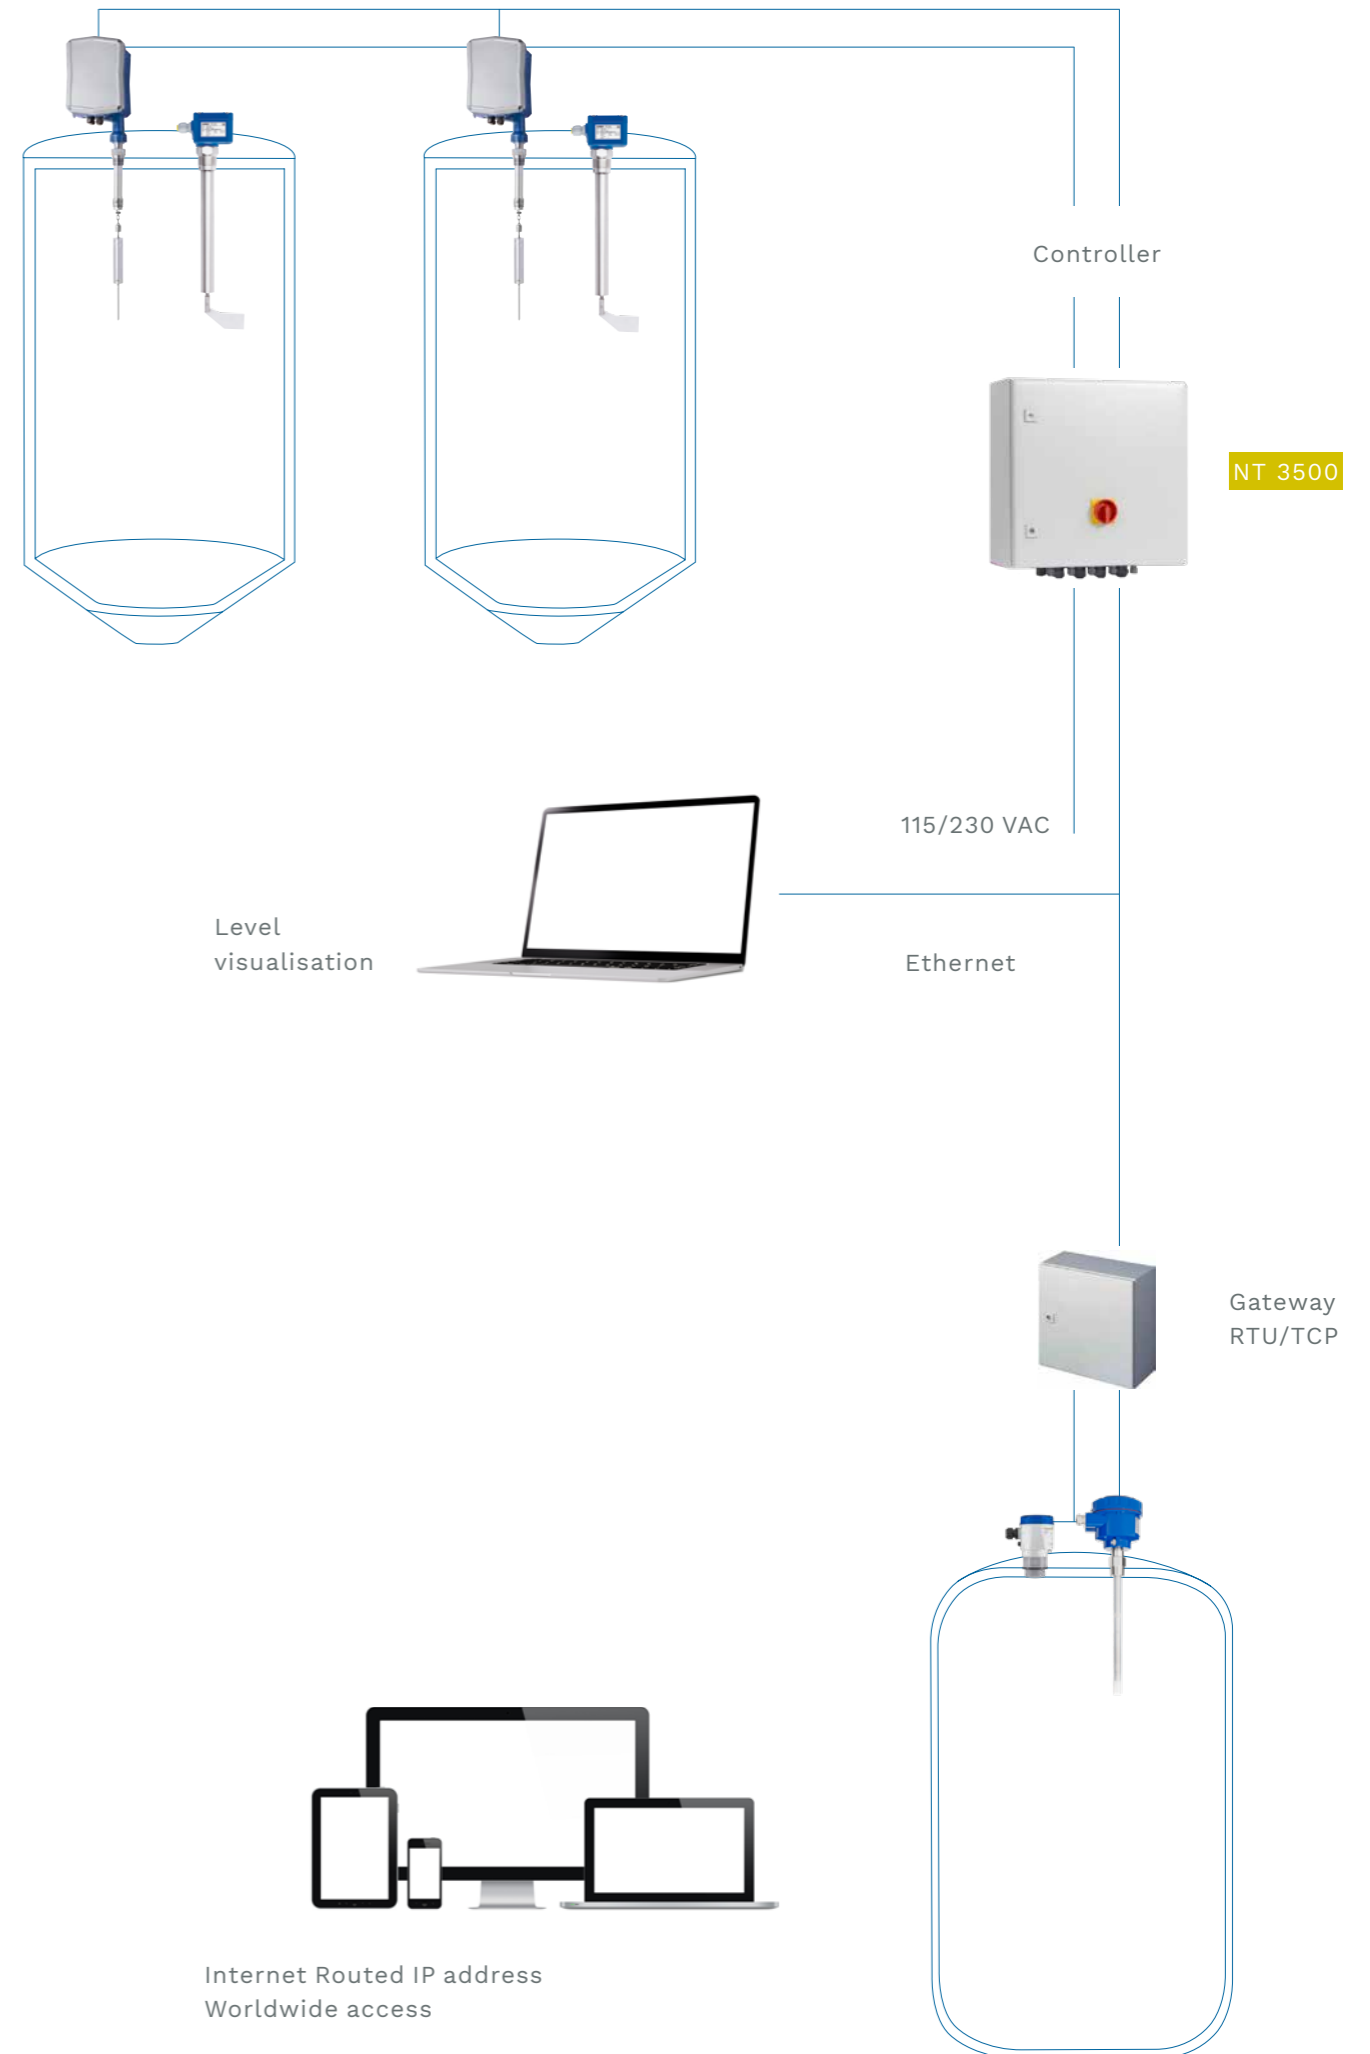 Controller
NT 3500
115/230 VAC
Level
visualisation
Ethernet
Gateway
RTU/TCP
Internet Routed IP address
Worldwide access